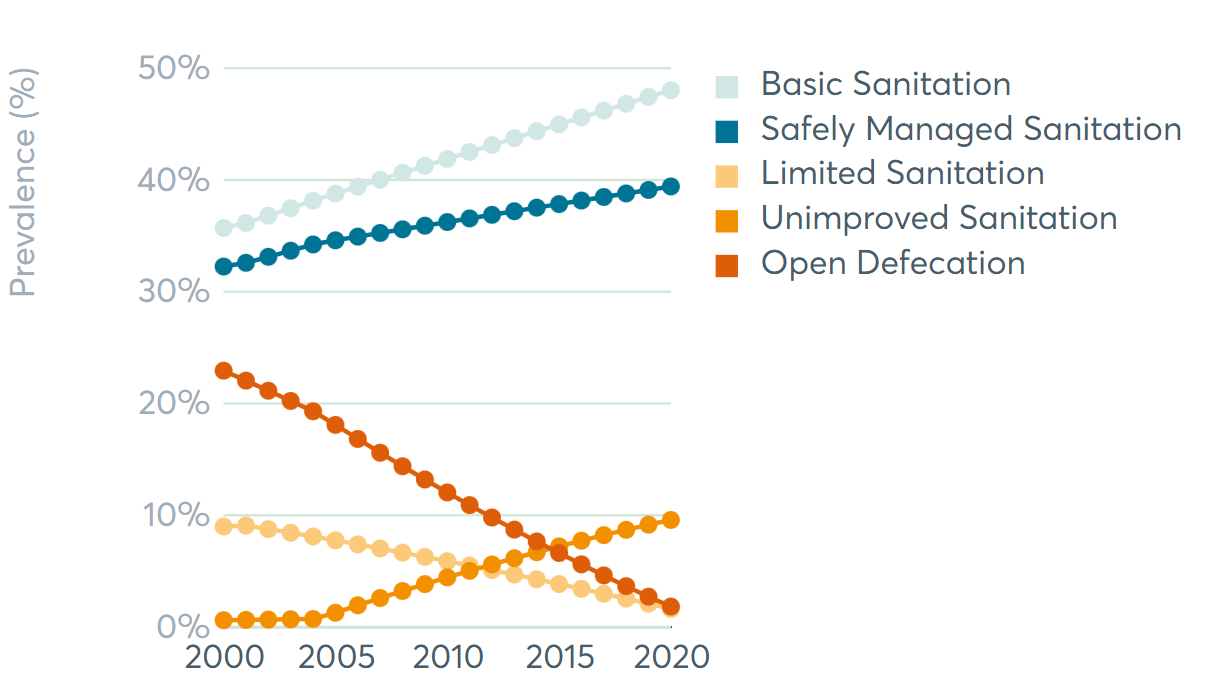 Prevalence (%)
50%
40%
30%
20%
10%
0%
2000 2005 2010 2015 2020
Basic Sanitation
Safely Managed Sanitation
Limited Sanitation
Unimproved Sanitation
Open Defecation